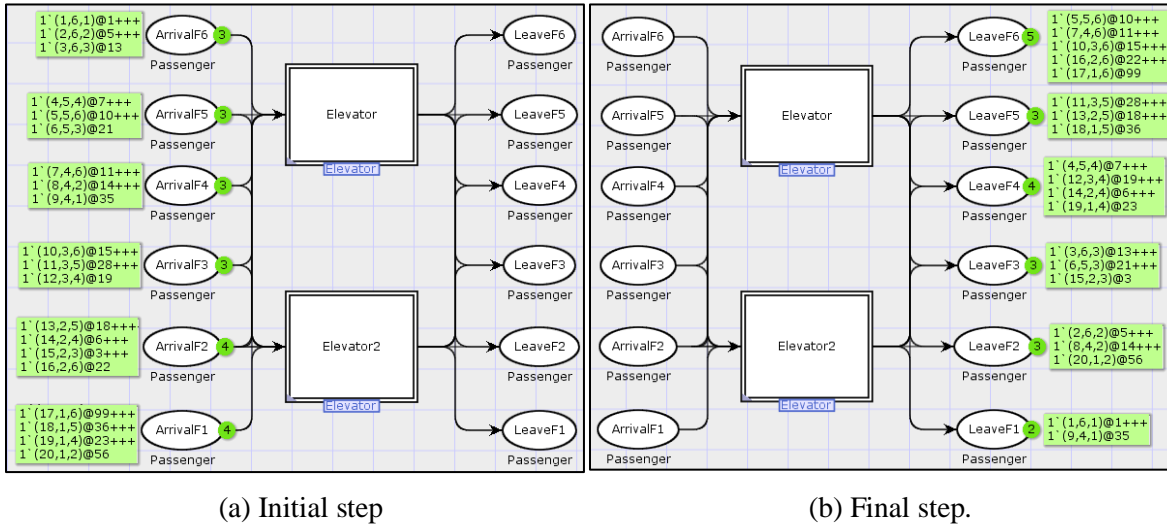 1`(1,6,1)@1+++
1`(2,6,2)@5+++
1`(3,6,3)@13
ArrivalF6
3
Passenger
LeaveF6
Passenger
1`(4,5,4)@7+++
1`(5,5,6)@10+++
1`(6,5,3)@21
ArrivalF5
3
Passenger
Elevator
Elevator
LeaveF5
Passenger
1`(7,4,6)@11+++
1`(8,4,2)@14+++
1`(9,4,1)@35
ArrivalF4
3
Passenger
LeaveF4
Passenger
1`(10,3,6)@15+++
1`(11,3,5)@28+++
1`(12,3,4)@19
ArrivalF3
3
Passenger
LeaveF3
Passenger
1`(13,2,5)@18+++
1`(14,2,4)@6+++
1`(15,2,3)@3+++
1`(16,2,6)@22
ArrivalF2
4
Passenger
Elevator2
Elevator
LeaveF2
Passenger
1`(17,1,6)@99+++
1`(18,1,5)@36+++
1`(19,1,4)@23+++
1`(20,1,2)@56
ArrivalF1
4
Passenger
LeaveF1
Passenger
(a) Initial step
ArrivalF6
Passenger
LeaveF6
5
Passenger
1`(5,5,6)@10+++
1`(7,4,6)@11+++
1`(10,3,6)@15+++
1`(16,2,6)@22+++
1`(17,1,6)@99
ArrivalF5
Passenger
Elevator
Elevator
LeaveF5
3
Passenger
1`(11,3,5)@28+++
1`(13,2,5)@18+++
1`(18,1,5)@36
ArrivalF4
Passenger
LeaveF4
4
Passenger
1`(4,5,4)@7+++
1`(12,3,4)@19+++
1`(14,2,4)@6+++
1`(19,1,4)@23
ArrivalF3
Passenger
LeaveF3
3
Passenger
1`(3,6,3)@13+++
1`(6,5,3)@21+++
1`(15,2,3)@3
ArrivalF2
Passenger
Elevator2
Elevator
LeaveF2
3
Passenger
1`(2,6,2)@5+++
1`(8,4,2)@14+++
1`(20,1,2)@56
ArrivalF1
Passenger
LeaveF1
2
Passenger
1`(1,6,1)@1+++
1`(9,4,1)@35
(b) Final step.